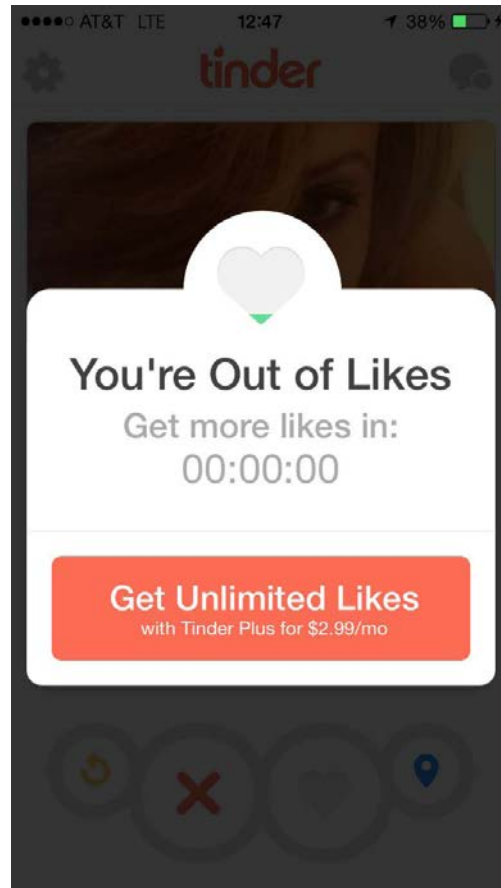 AT&T LTE 12:47 38%
tinder
You're Out of Likes
Get more likes in:
00:00:00
Get Unlimited Likes
with Tinder Plus for $2.99/mo